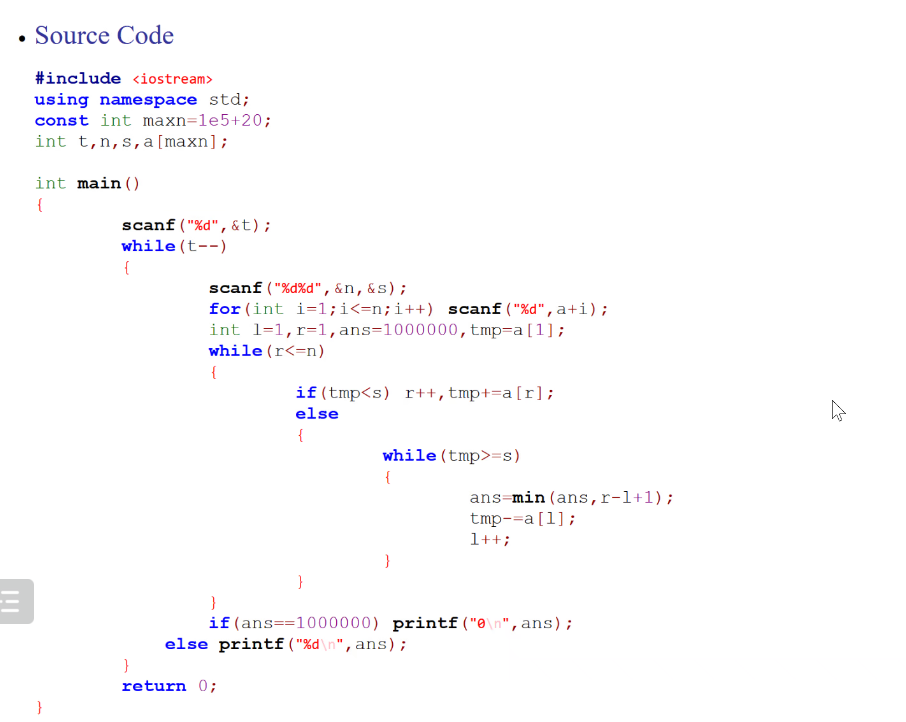 Source Code
#include <iostream>
using namespace std;
const int maxn=1e5+20;
int t,n,s,a[maxn];
int main()
{
scanf("%d",&t);
while(t--)
{
scanf("%d%d",&n,&s);
for(int i=1;i<=n;i++) scanf("%d",a+i);
int l=1,r=1,ans=1000000,tmp=a[1];
while(r<=n)
{
if(tmp<s) r++,tmp+=a[r];
else
{
while(tmp>=s)
{
ans=min(ans,r-l+1);
tmp-=a[l];
l++;
}
}
}
if(ans==1000000) printf("0\n",ans);
else printf("%d\n",ans);
}
return 0;
}